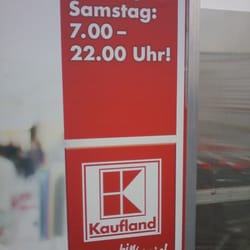 Samstag:
7.00 –
22.00 Uhr!
Kaufland